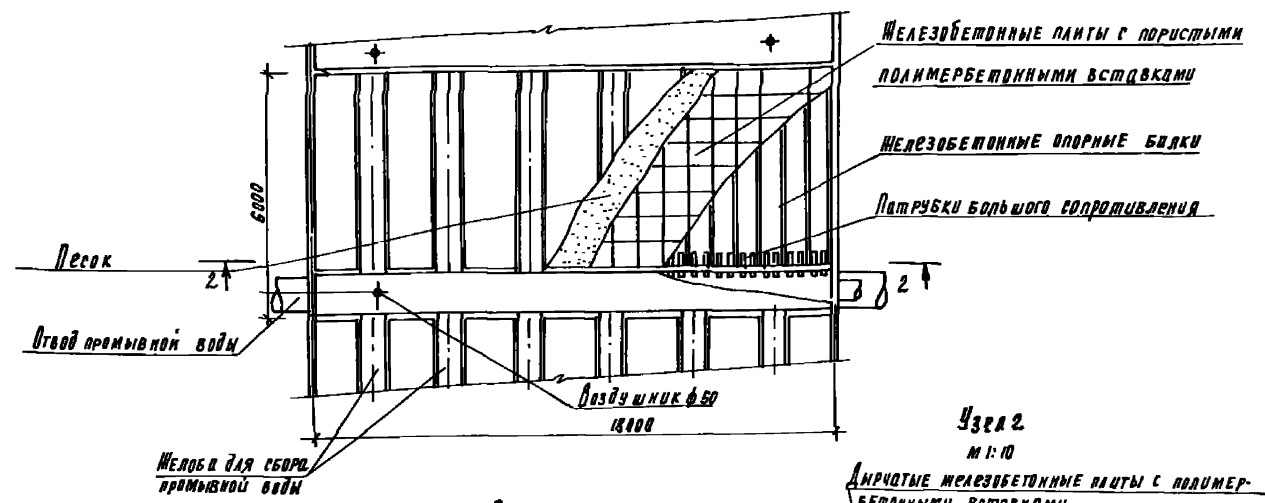 Железобетонные плиты с пористыми
полимербетонными вставками
Железобетонные опорные балки
Патрубки большого сопротивления
6000
Песок
2
2
Отвод промывной воды
Воздушник ф50
18000
Желоба для сбора
промывной воды
Узел 2
М 1:10
Дырчатые железобетонные плиты с полимер-
бетонными вставками